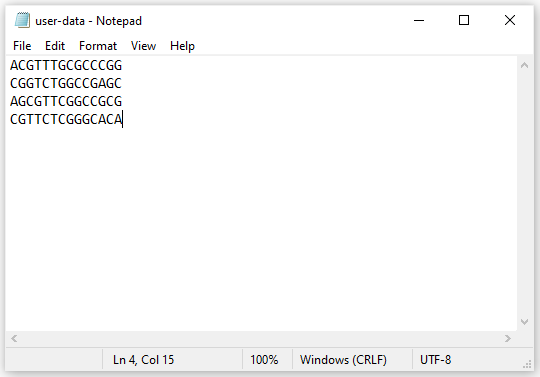 user-data - Notepad
File Edit Format View Help
ACGTTTGCGCCCGG
CGGTCTGGCCGAGC
AGCGTTCGGCCGCG
CGTTCTCGGGCACA
Ln 4, Col 15 100% Windows (CRLF) UTF-8